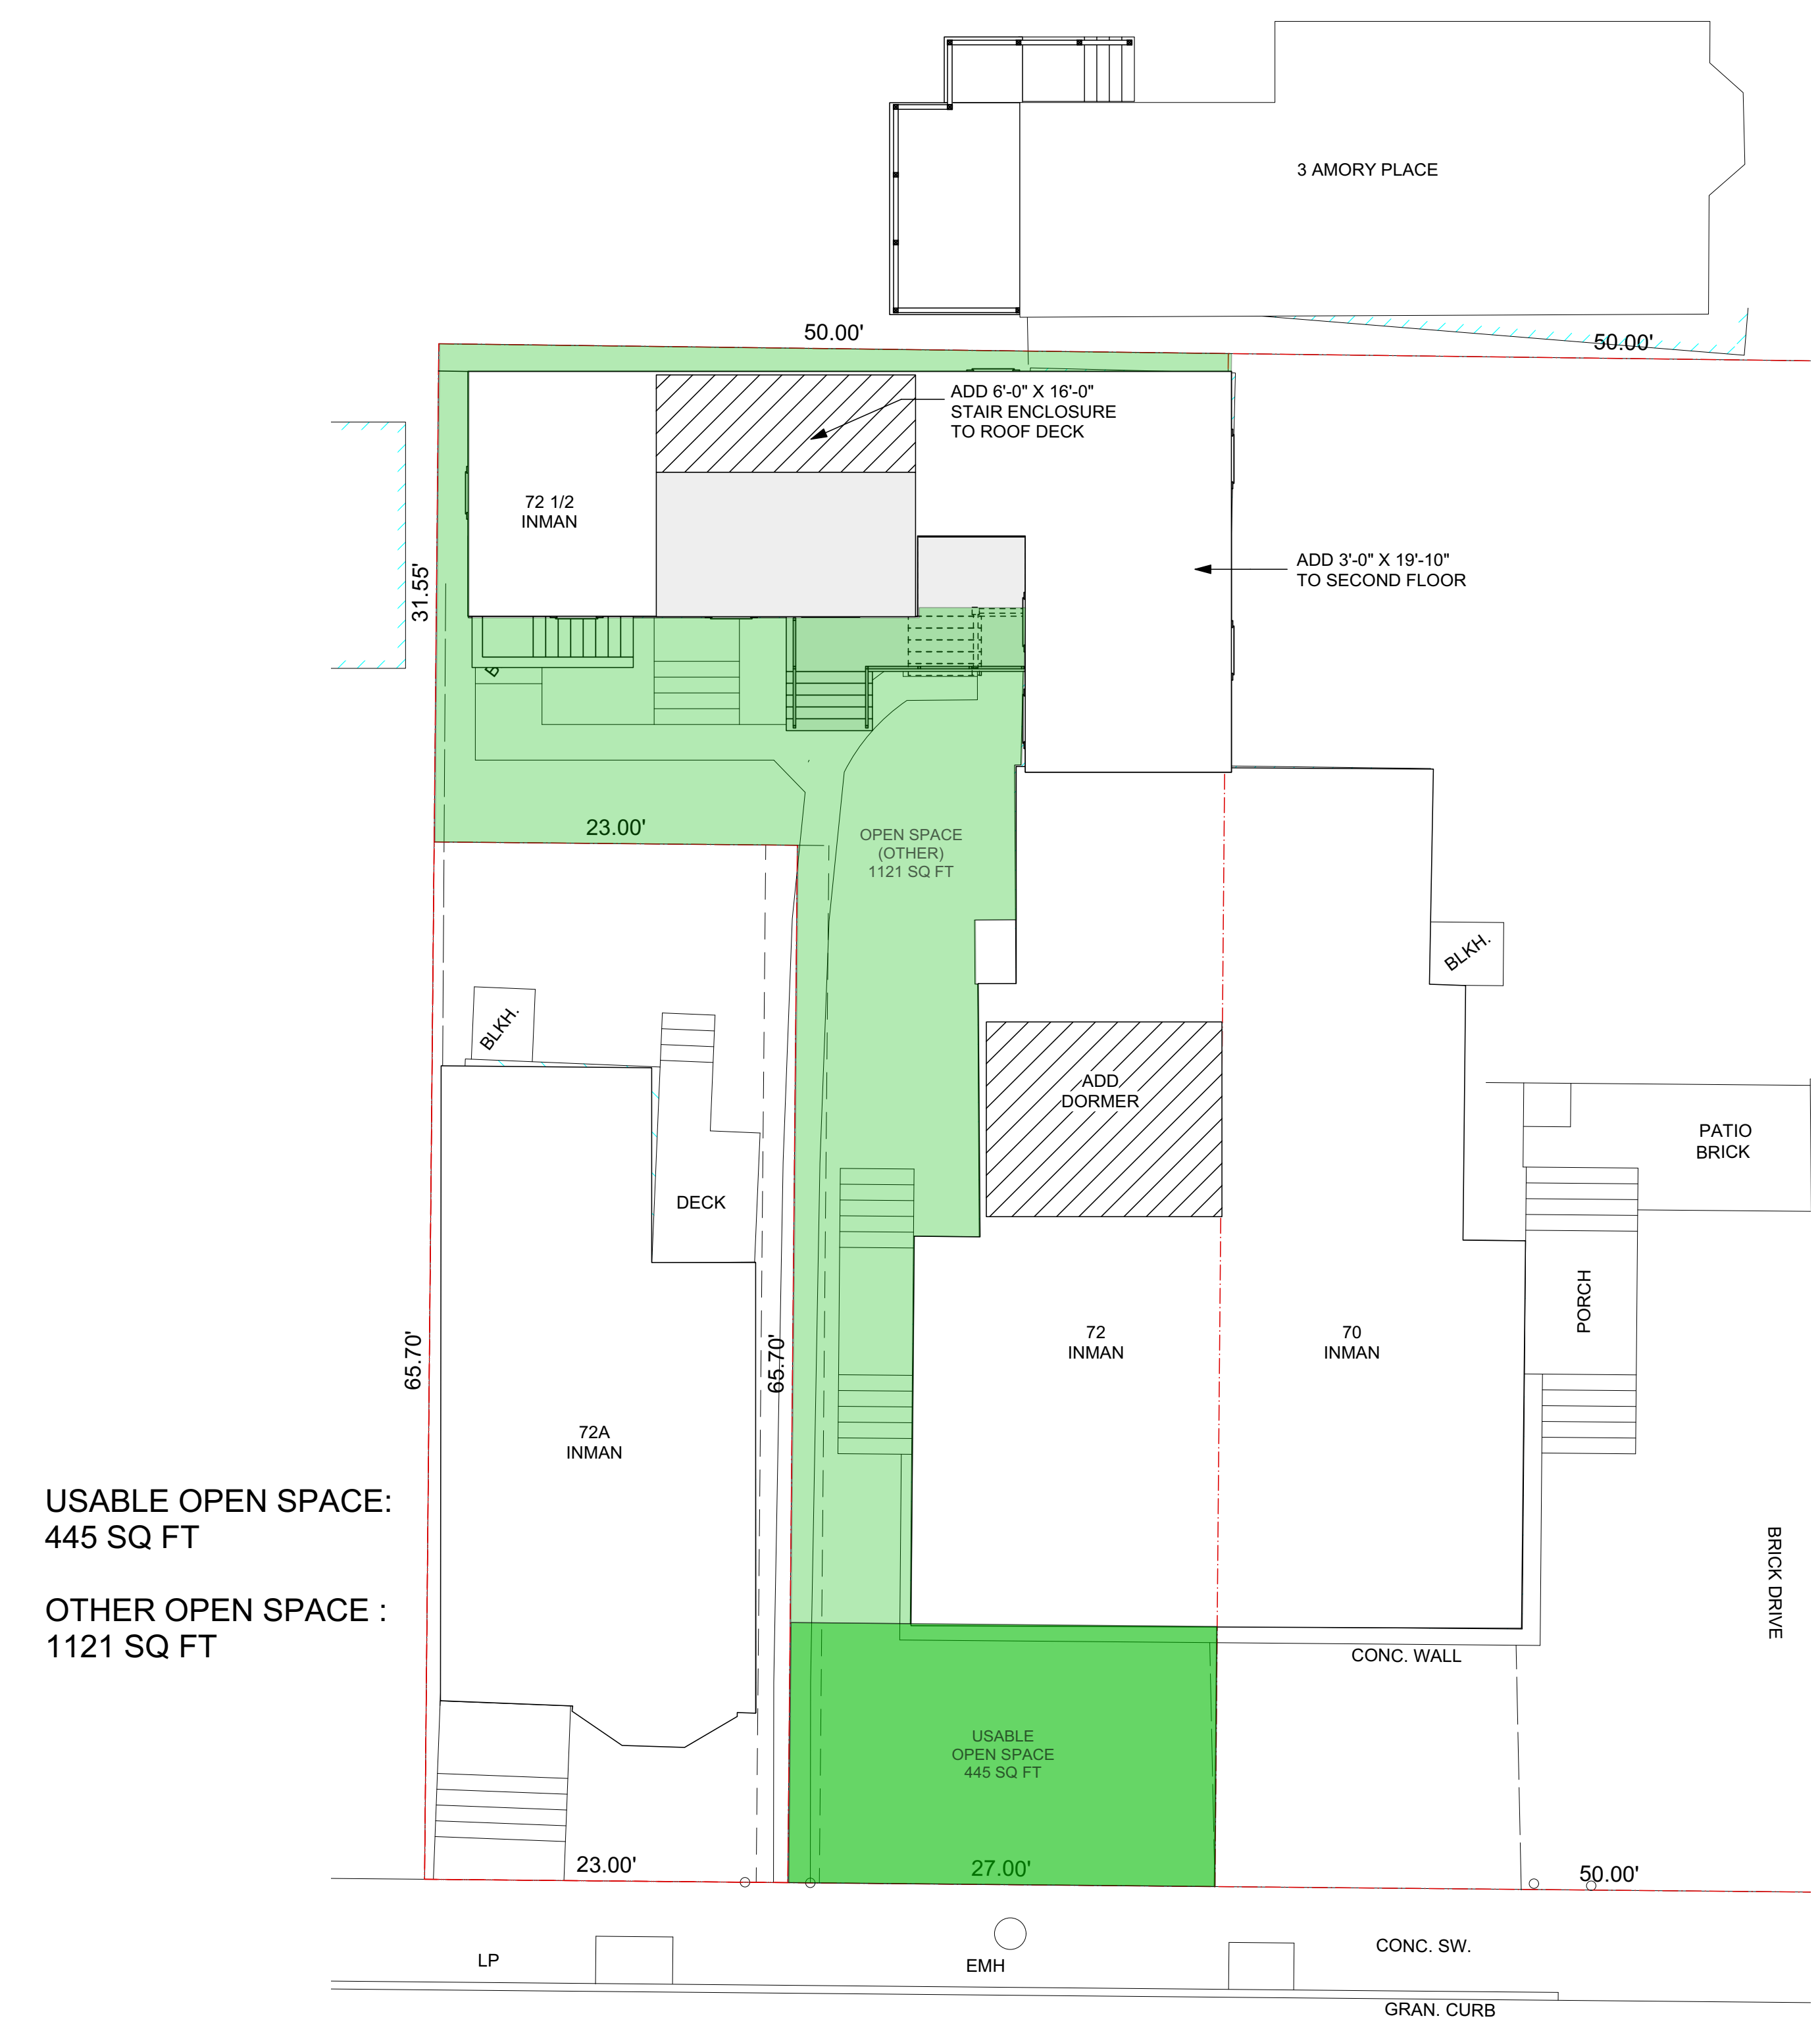 3 AMORY PLACE
50.00'
50.00'
ADD 6'-0" X 16'-0"
STAIR ENCLOSURE
TO ROOF DECK
72 1/2
INMAN
ADD 3'-0" X 19'-10"
TO SECOND FLOOR
31.55'
23.00'
OPEN SPACE
(OTHER)
1121 SQ FT
BLKH.
BLKH.
ADD
DORMER
PATIO
BRICK
DECK
PORCH
65.70'
65.70'
72
INMAN
70
INMAN
72A
INMAN
USABLE OPEN SPACE:
445 SQ FT
OTHER OPEN SPACE :
1121 SQ FT
BRICK DRIVE
CONC. WALL
USABLE
OPEN SPACE
445 SQ FT
23.00'
27.00'
50.00'
LP
EMH
CONC. SW.
GRAN. CURB